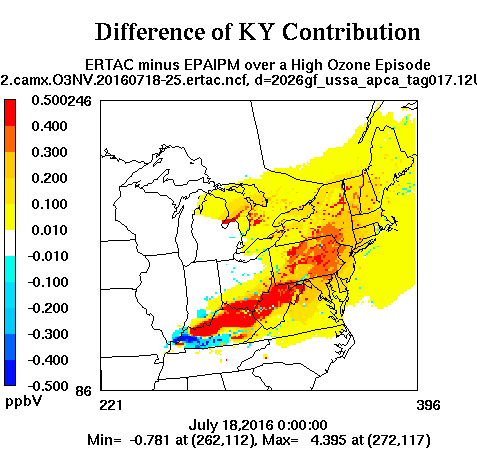 Difference of KY Contribution
ERTAC minus EPAIPM over a High Ozone Episode
2.camx.O3NV.20160718-25.ertac.ncf, d=2026gf_ussa_apca_tag017.12U
246
0.500
0.400
0.300
0.200
0.100
0.010
-0.010
-0.100
-0.200
-0.300
-0.400
-0.500
ppbV
86
221
396
July 18,2016 0:00:00
Min= -0.781 at (262,112), Max= 4.395 at (272,117)